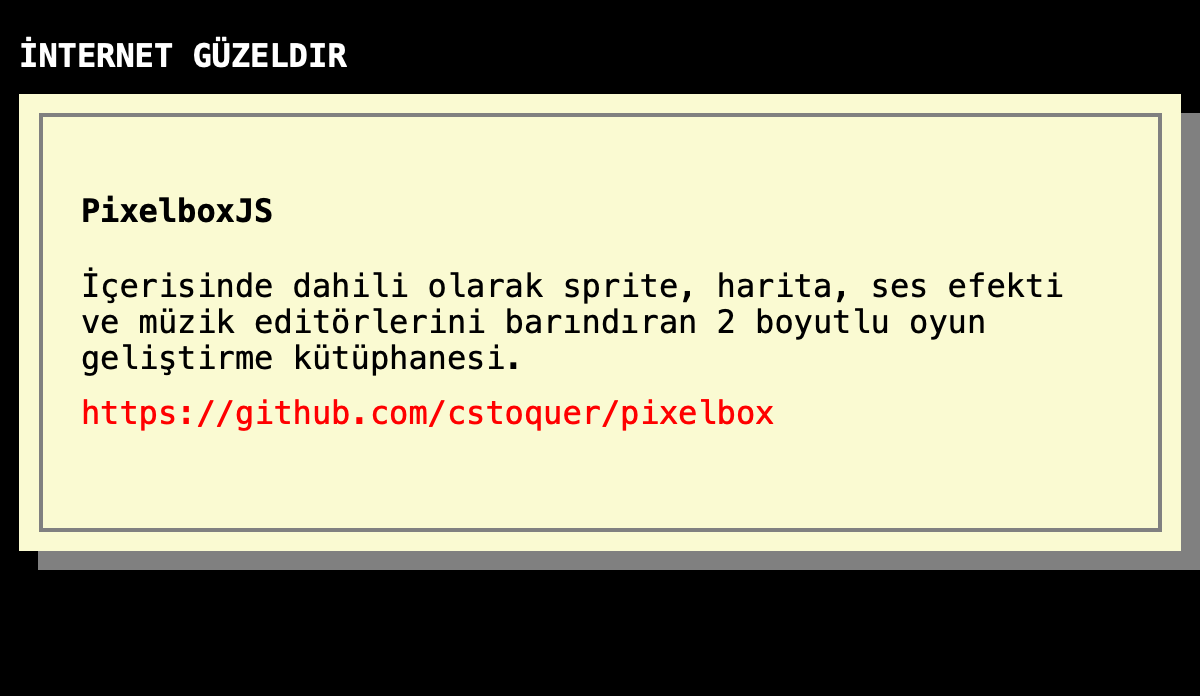 İNTERNET GÜZELDIR
PixelboxJS
İçerisinde dahili olarak sprite, harita, ses efekti
ve müzik editörlerini barındıran 2 boyutlu oyun
geliştirme kütüphanesi.
https://github.com/cstoquer/pixelbox